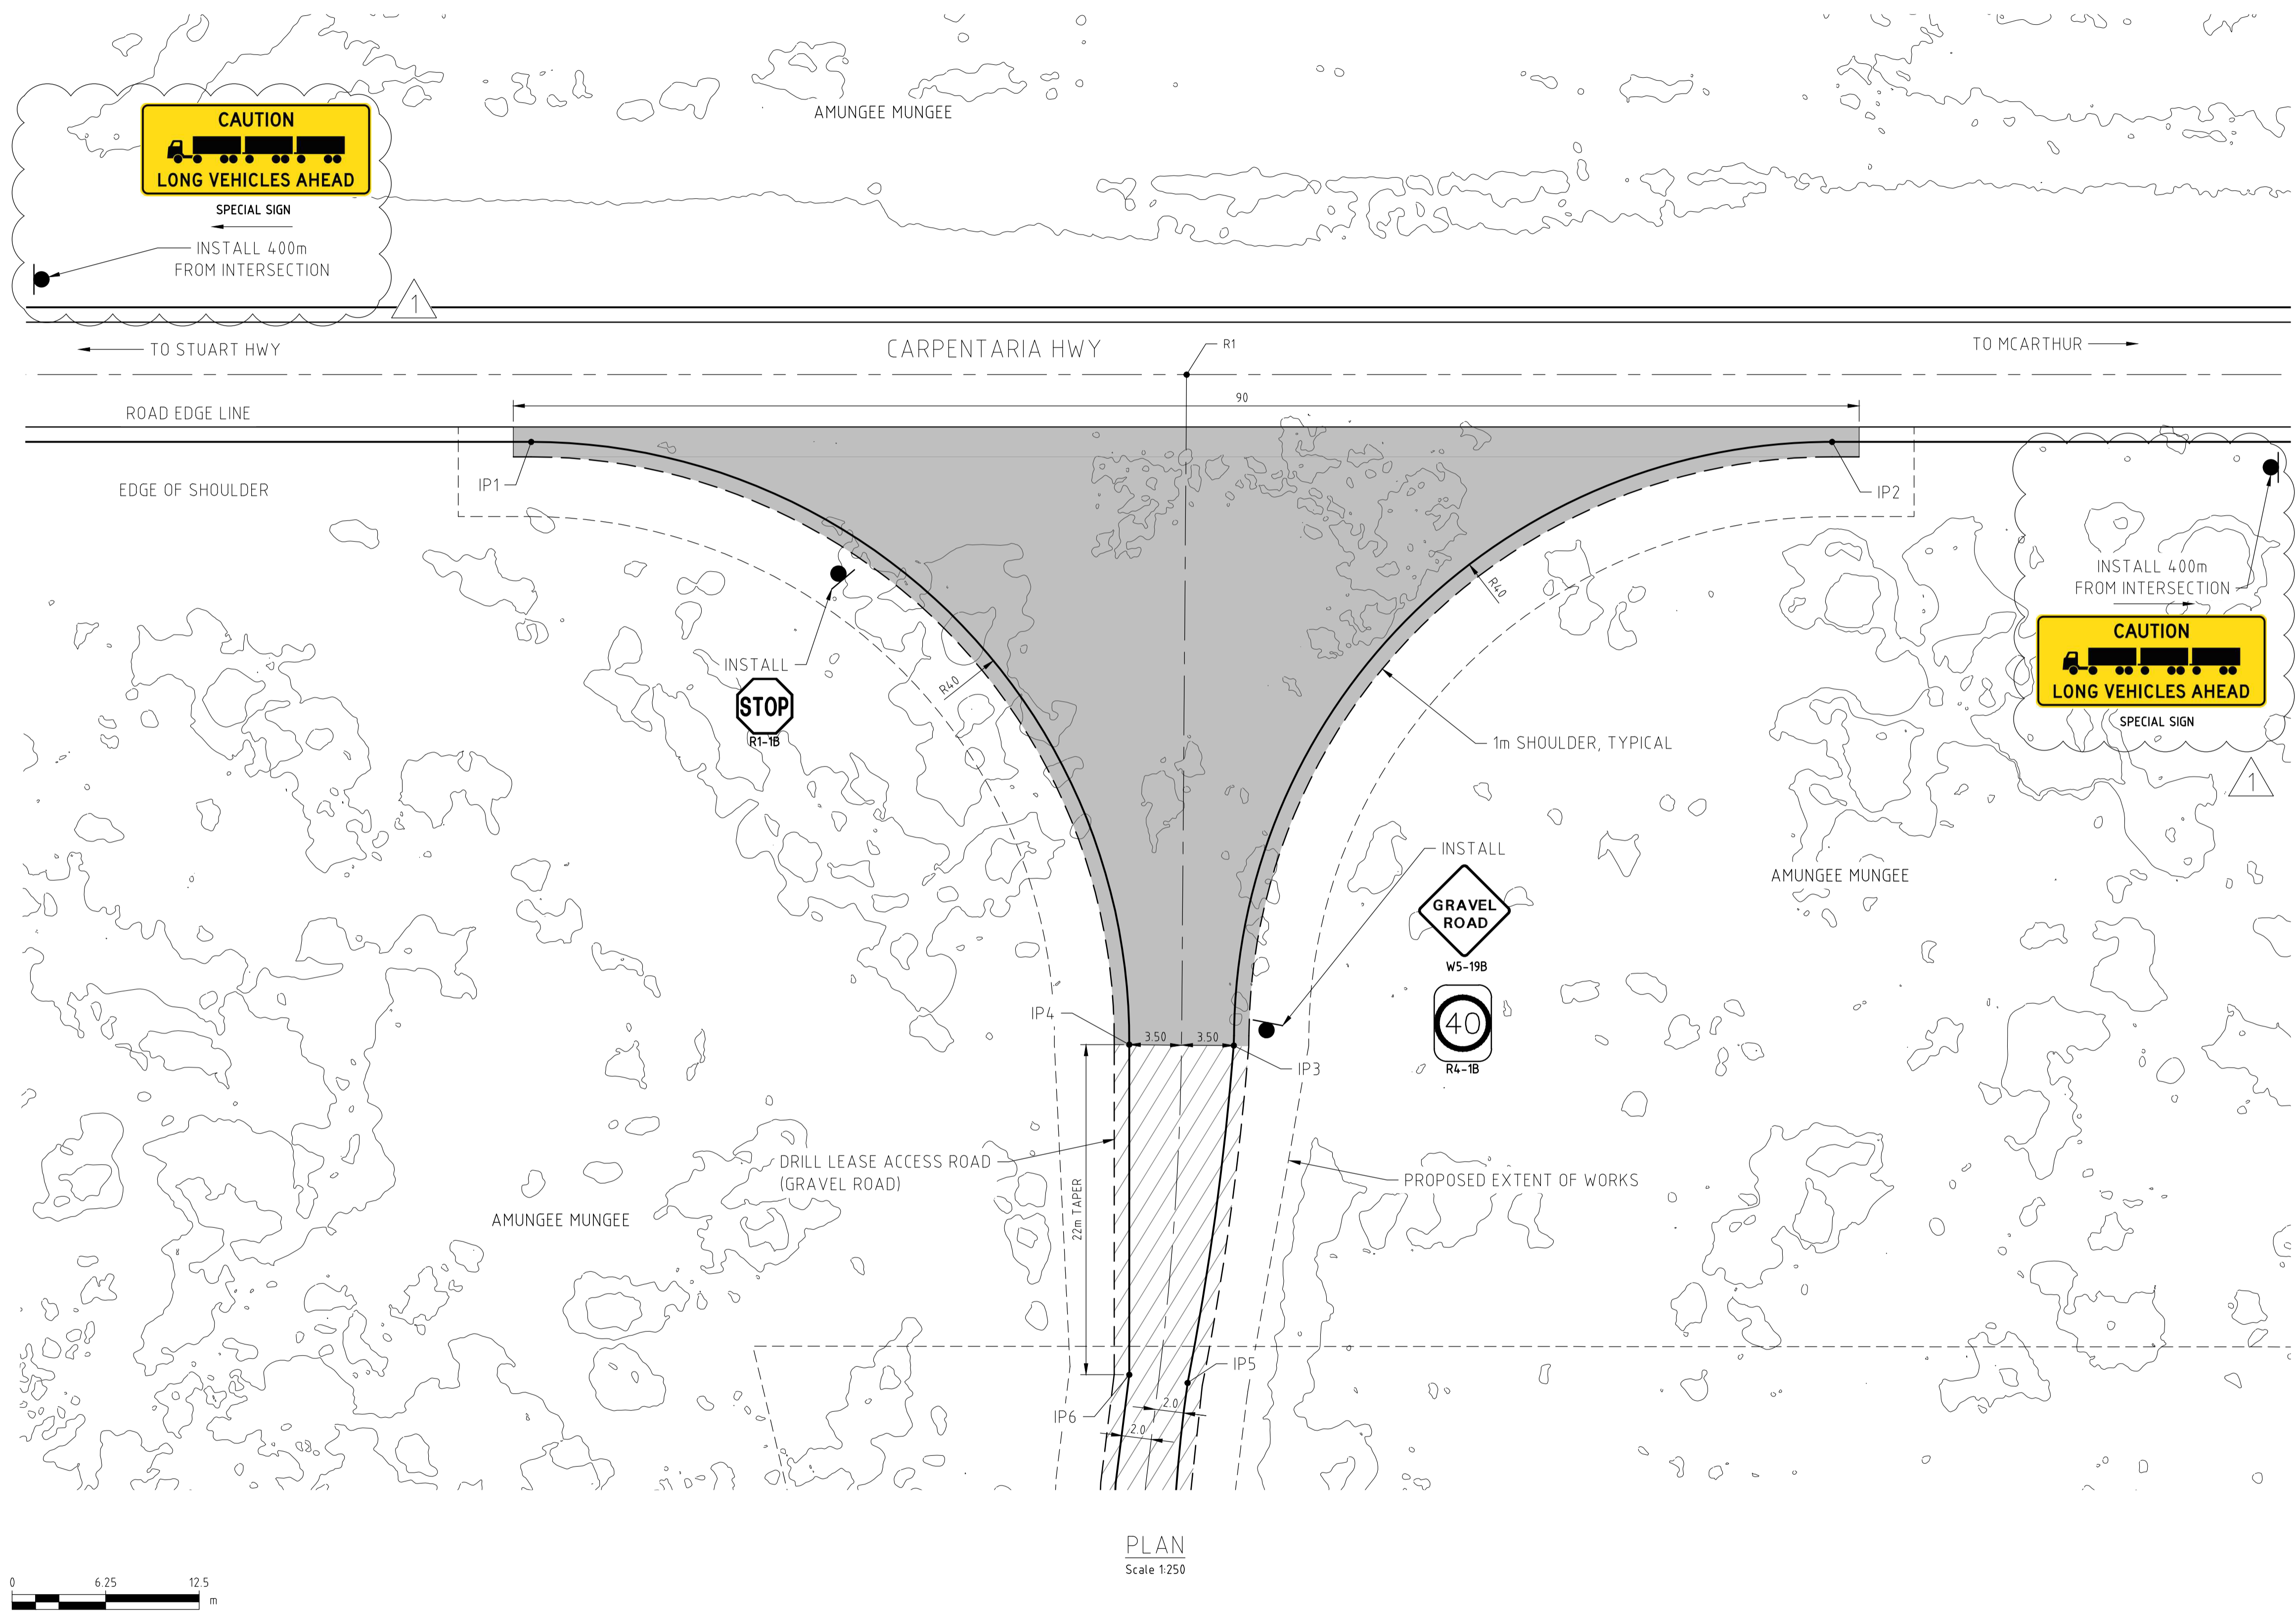 AMUNGEE MUNGEE
CAUTION
LONG VEHICLES AHEAD
SPECIAL SIGN
INSTALL 400m
FROM INTERSECTION
1
TO STUART HWY
CARPENTARIA HWY
R1
TO MCARTHUR
90
ROAD EDGE LINE
EDGE OF SHOULDER
IP1
IP2
INSTALL 400m
FROM INTERSECTION
CAUTION
LONG VEHICLES AHEAD
SPECIAL SIGN
1
R40
R40
INSTALL
STOP
R1-1B
1m SHOULDER, TYPICAL
INSTALL
GRAVEL
ROAD
W5-19B
40
R4-1B
AMUNGEE MUNGEE
IP4
3.50
3.50
IP3
DRILL LEASE ACCESS ROAD
(GRAVEL ROAD)
22m TAPER
PROPOSED EXTENT OF WORKS
AMUNGEE MUNGEE
IP5
IP6
2.0
2.0
PLAN
Scale 1:250
0
6.25
12.5
m